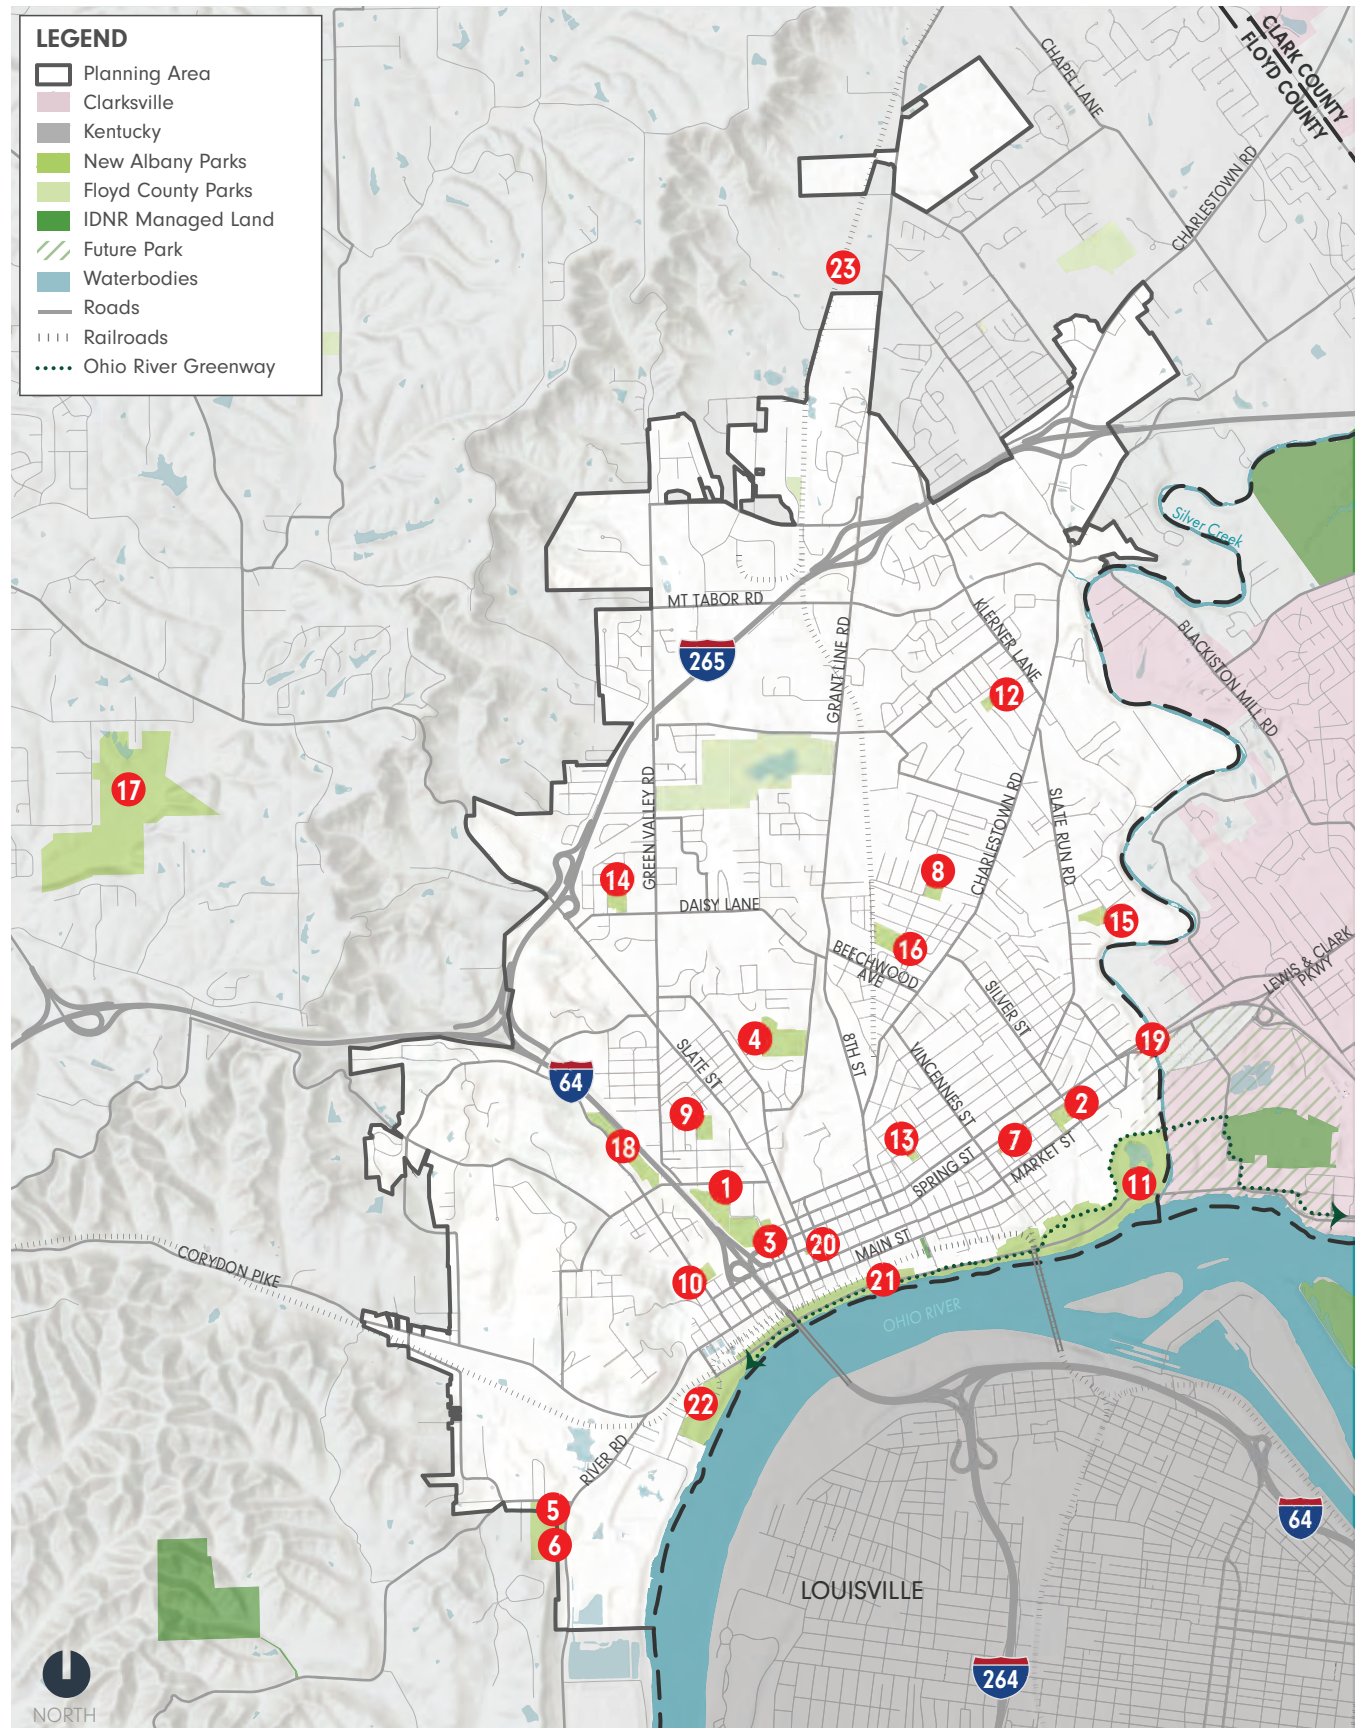 LEGEND
Planning Area
Clarksville
Kentucky
New Albany Parks
Floyd County Parks
IDNR Managed Land
Future Park
Waterbodies
Roads
Railroads
Ohio River Greenway
CLARK COUNTY
FLOYD COUNTY
CHAPEL LANE
CHARLESTOWN RD
23
Silver Creek
MT TABOR RD
KLERNER LANE
BLACKISTON MILL RD
265
GRANT LINE RD
12
17
GREEN VALLEY RD
CHARLESTOWN RD
SLATE RUN RD
14
8
DAISY LANE
15
16
BEECHWOOD
AVE
LEWIS & CLARK
PKWY
SILVER ST
4
19
8TH ST
VINCENNES ST
SLATE ST
64
2
9
13
7
18
MARKET ST
SPRING ST
1
11
3
20
MAIN ST
CORYDON PIKE
10
21
OHIO RIVER
22
RIVER RD
5
6
64
LOUISVILLE
264
NORTH